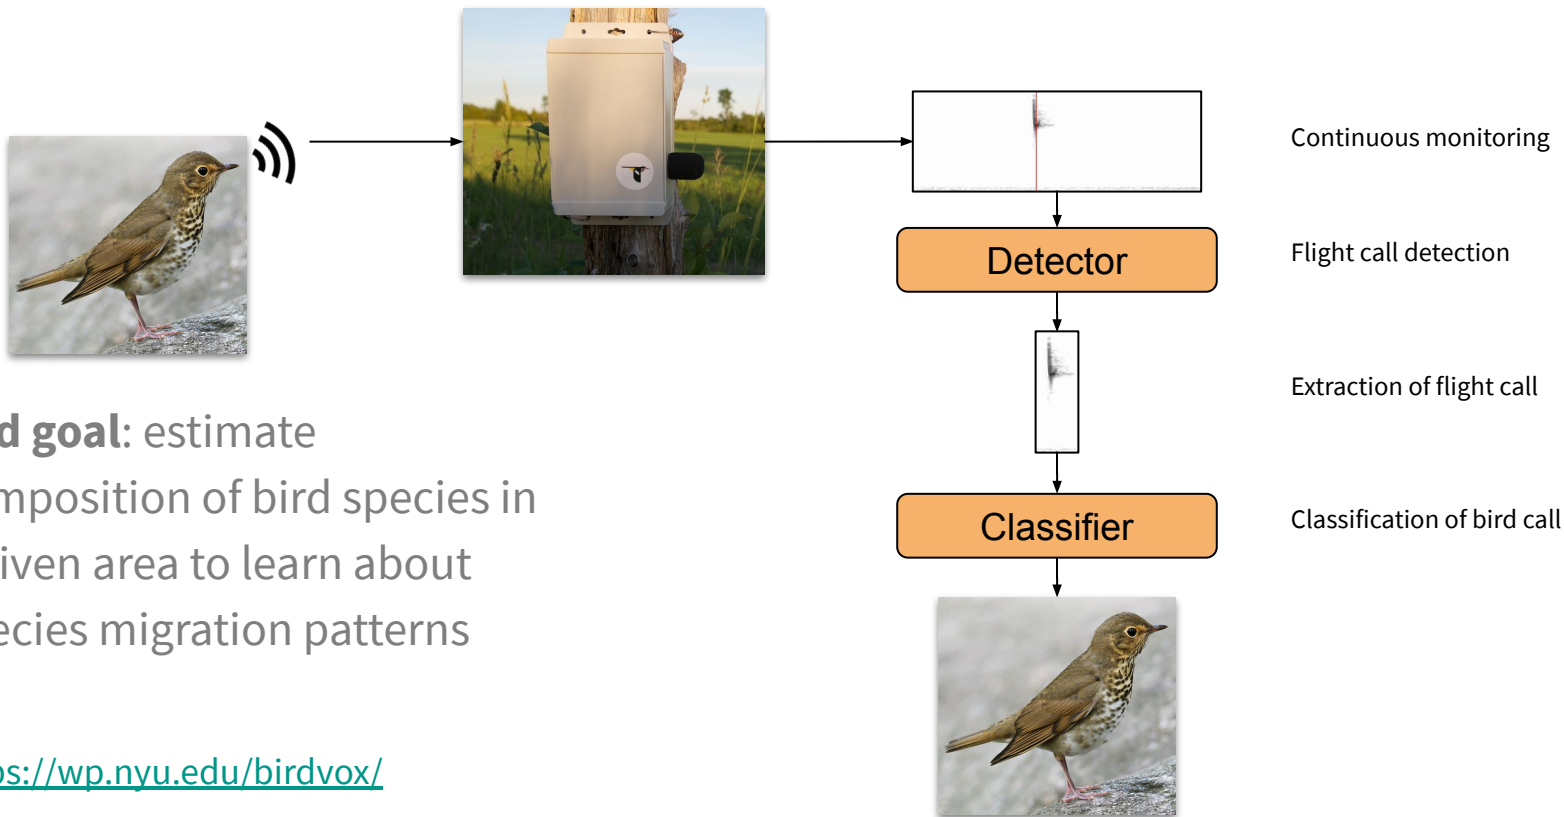 Continuous monitoring
Detector
Flight call detection
Extraction of flight call
d goal: estimate
mposition of bird species in
iven area to learn about
ecies migration patterns
Classifier
Classification of bird call
ps://wp.nyu.edu/birdvox/